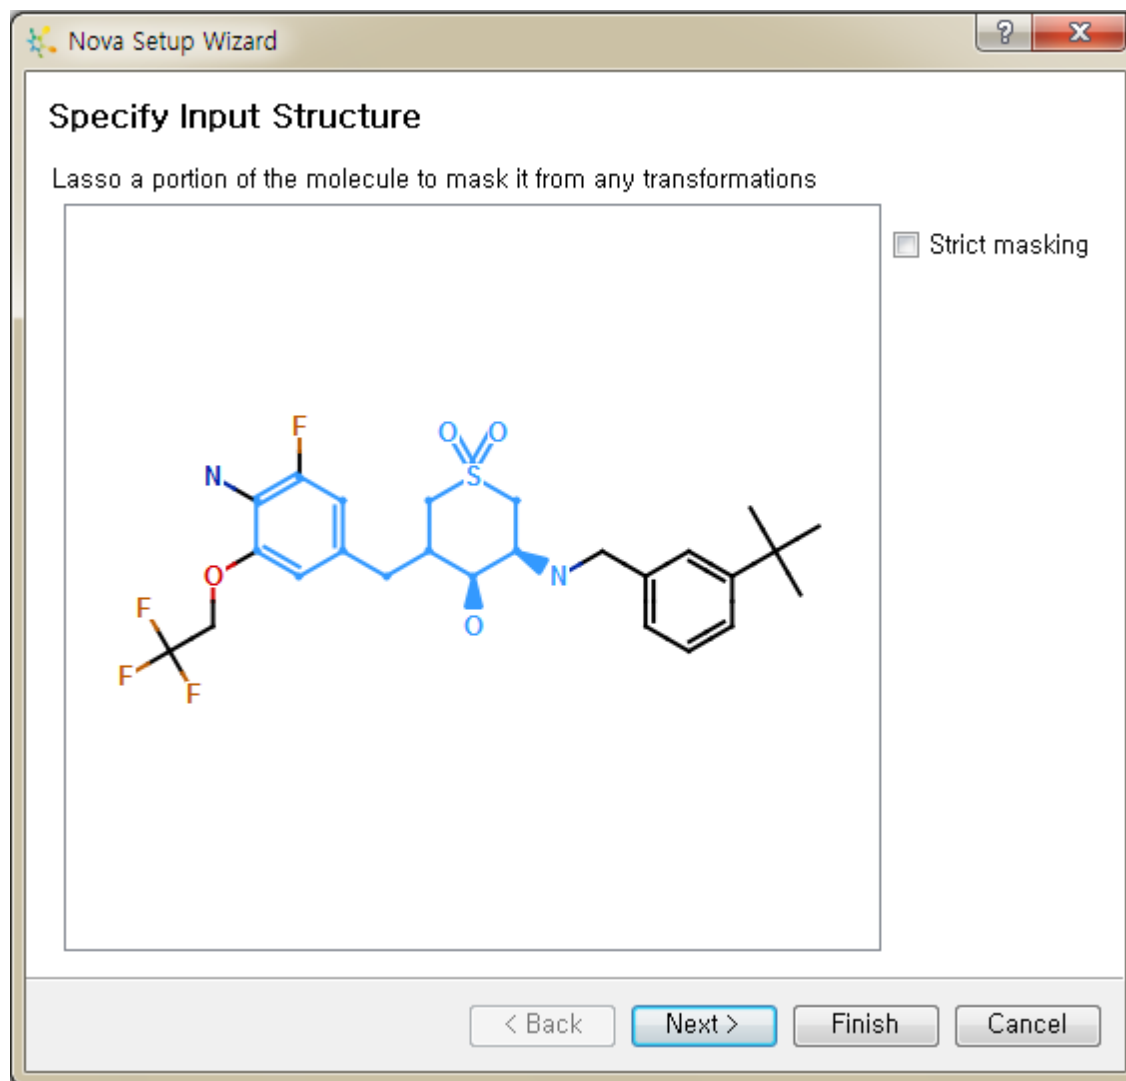 Nova Setup Wizard
?
x
Specify Input Structure
Lasso a portion of the molecule to mask it from any transformations
Strict masking
F
O O
N
S
O
N
F
O
F
F
< Back
Next >
Finish
Cancel